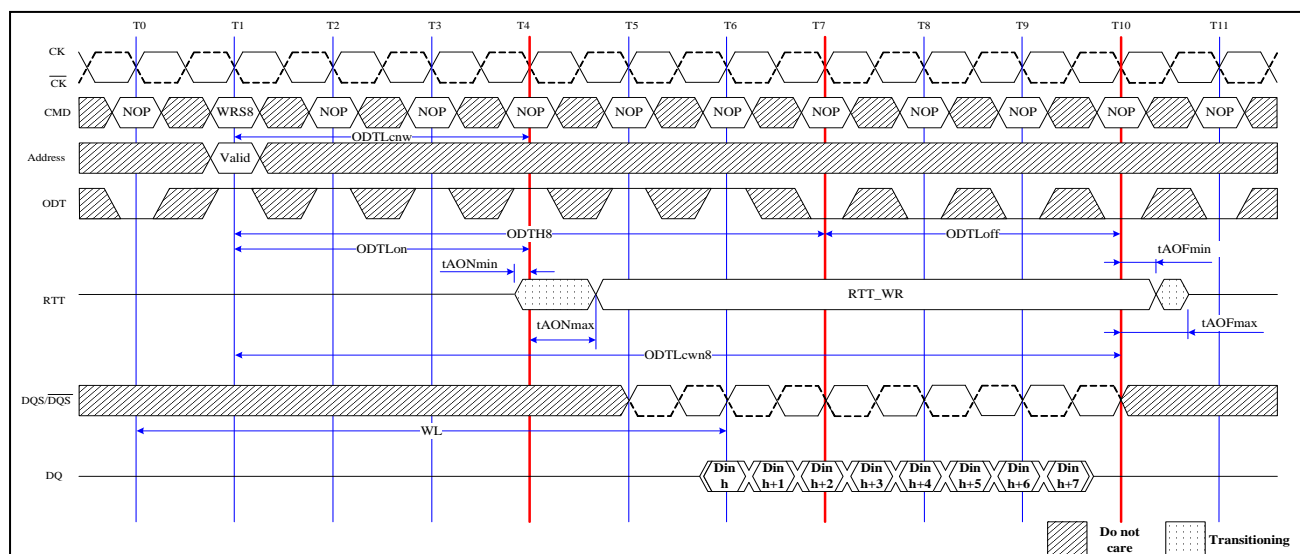 T0 T1 T2 T3 T4 T5 T6 T7 T8 T9 T10 T11
CK
CK
CMD NOP WRS8 NOP NOP NOP NOP NOP NOP NOP NOP NOP NOP
ODTLcnw
Address Valid
ODT
ODTH8 ODTLoff
ODTLon
tAONmin tAOFmin
RTT RTT_WR
tAONmax tAOFmax
ODTLcwn8
DQS/DQS
WL
DQ Din h Din h+1 Din h+2 Din h+3 Din h+4 Din h+5 Din h+6 Din h+7
Do not care Transitioning